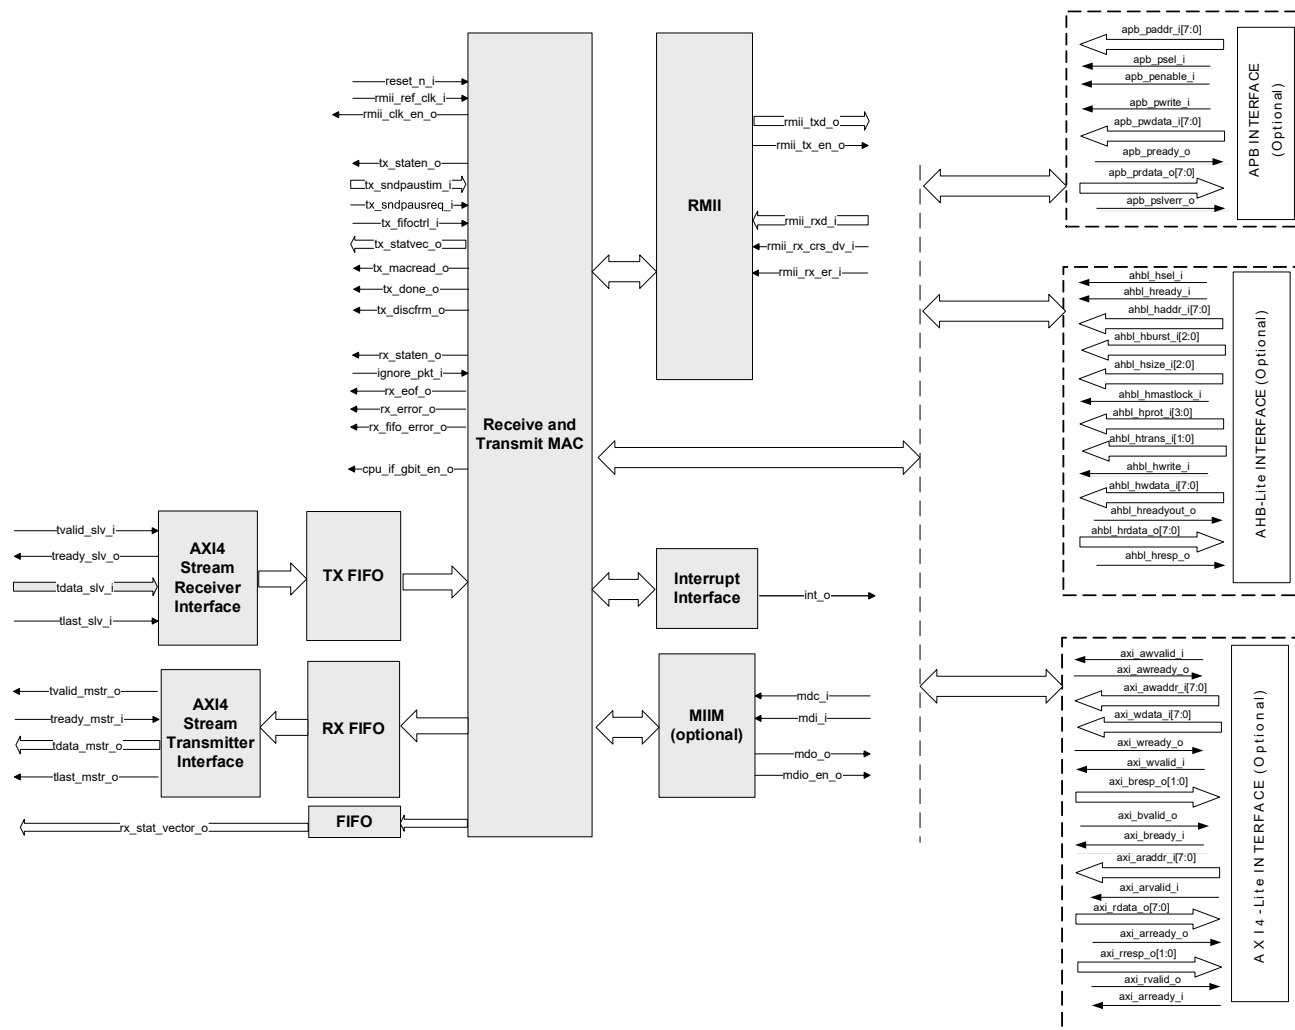 reset_n_i
rmii_ref_clk_i
rmii_clk_en_o
tx_staten_o
tx_sndpaustim_i
tx_sndpausreq_i
tx_fifoctrl_i
tx_statvec_o
tx_macread_o
tx_done_o
tx_discfrm_o
rx_staten_o
ignore_pkt_i
rx_eof_o
rx_error_o
rx_fifo_error_o
cpu_if_gbit_en_o
Receive and
Transmit MAC
tvalid_slv_i
tready_slv_o
tdata_slv_i
tlast_slv_i
AXI4
Stream
Receiver
Interface
TX FIFO
tvalid_mstr_o
tready_mstr_i
tdata_mstr_o
tlast_mstr_o
AXI4
Stream
Transmitter
Interface
RX FIFO
rx_stat_vector_o
FIFO
RMII
rmii_txd_o
rmii_tx_en_o
rmii_rxd_i
rmii_rx_crs_dv_i
rmii_rx_er_i
Interrupt
Interface
int_o
MIIM
(optional)
mdc_i
mdi_i
mdo_o
mdio_en_o
apb_paddr_i[7:0]
apb_psel_i
apb_penable_i
apb_pwrite_i
apb_pwdata_i[7:0]
apb_pready_o
apb_prdata_o[7:0]
apb_pslverr_o
APB INTERFACE
(Optional)
ahbl_hsel_i
ahbl_hready_i
ahbl_haddr_i[7:0]
ahbl_hburst_i[2:0]
ahbl_hsize_i[2:0]
ahbl_hmastlock_i
ahbl_hprot_i[3:0]
ahbl_htrans_i[1:0]
ahbl_hwrite_i
ahbl_hwdata_i[7:0]
ahbl_hreadyout_o
ahbl_hrdata_o[7:0]
ahbl_hresp_o
AHB-Lite INTERFACE (Optional)
axi_awvalid_i
axi_awready_o
axi_awaddr_i[7:0]
axi_wdata_i[7:0]
axi_wready_o
axi_wvalid_i
axi_bresp_o[1:0]
axi_bvalid_o
axi_bready_i
axi_araddr_i[7:0]
axi_arvalid_i
axi_rdata_o[7:0]
axi_arready_o
axi_rresp_o[1:0]
axi_rvalid_o
axi_arready_i
AXI4-Lite INTERFACE (Optional)